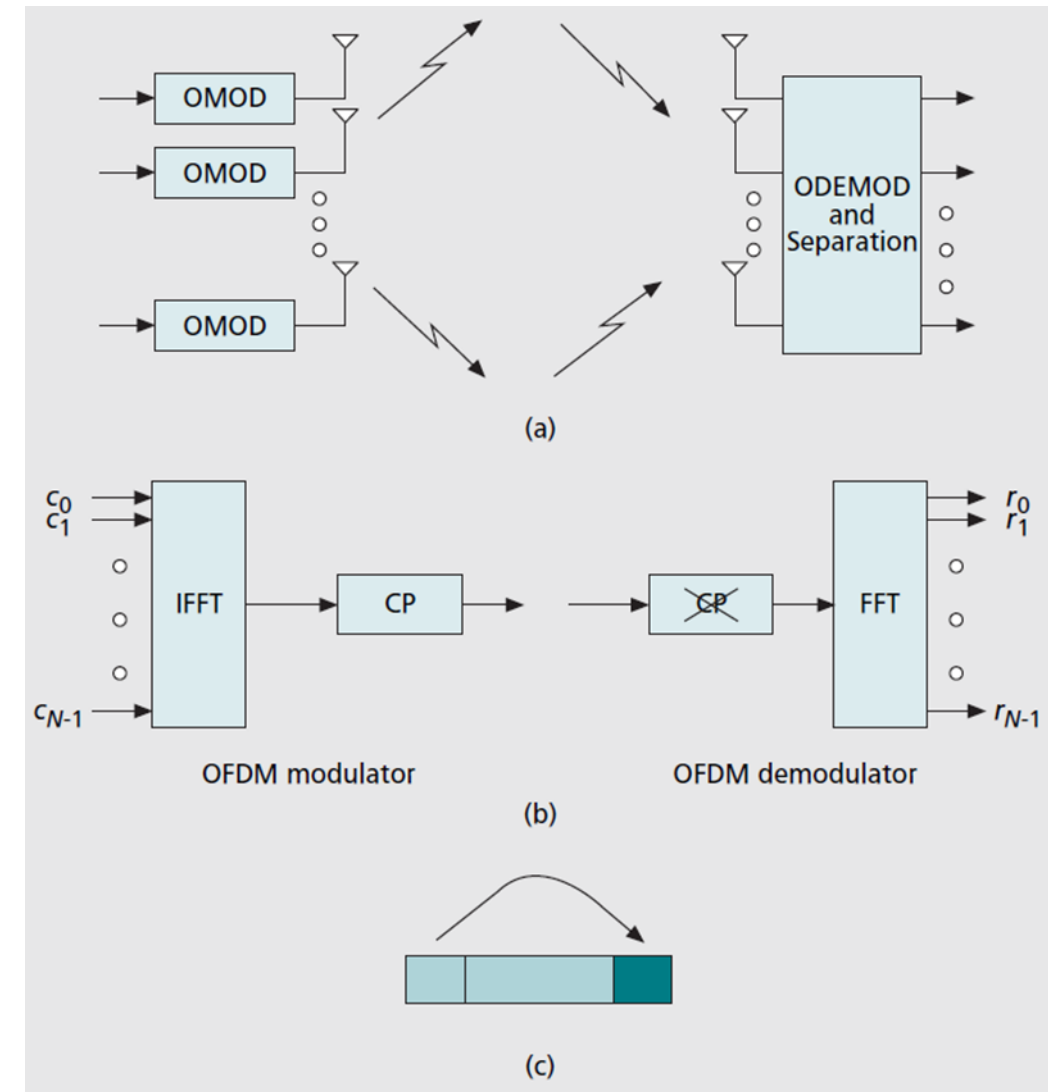 OMOD
OMOD
OMOD
ODEMOD
and
Separation
(a)
c0
c1
cN-1
IFFT
CP
CP
FFT
r0
r1
rN-1
OFDM modulator
OFDM demodulator
(b)
(c)